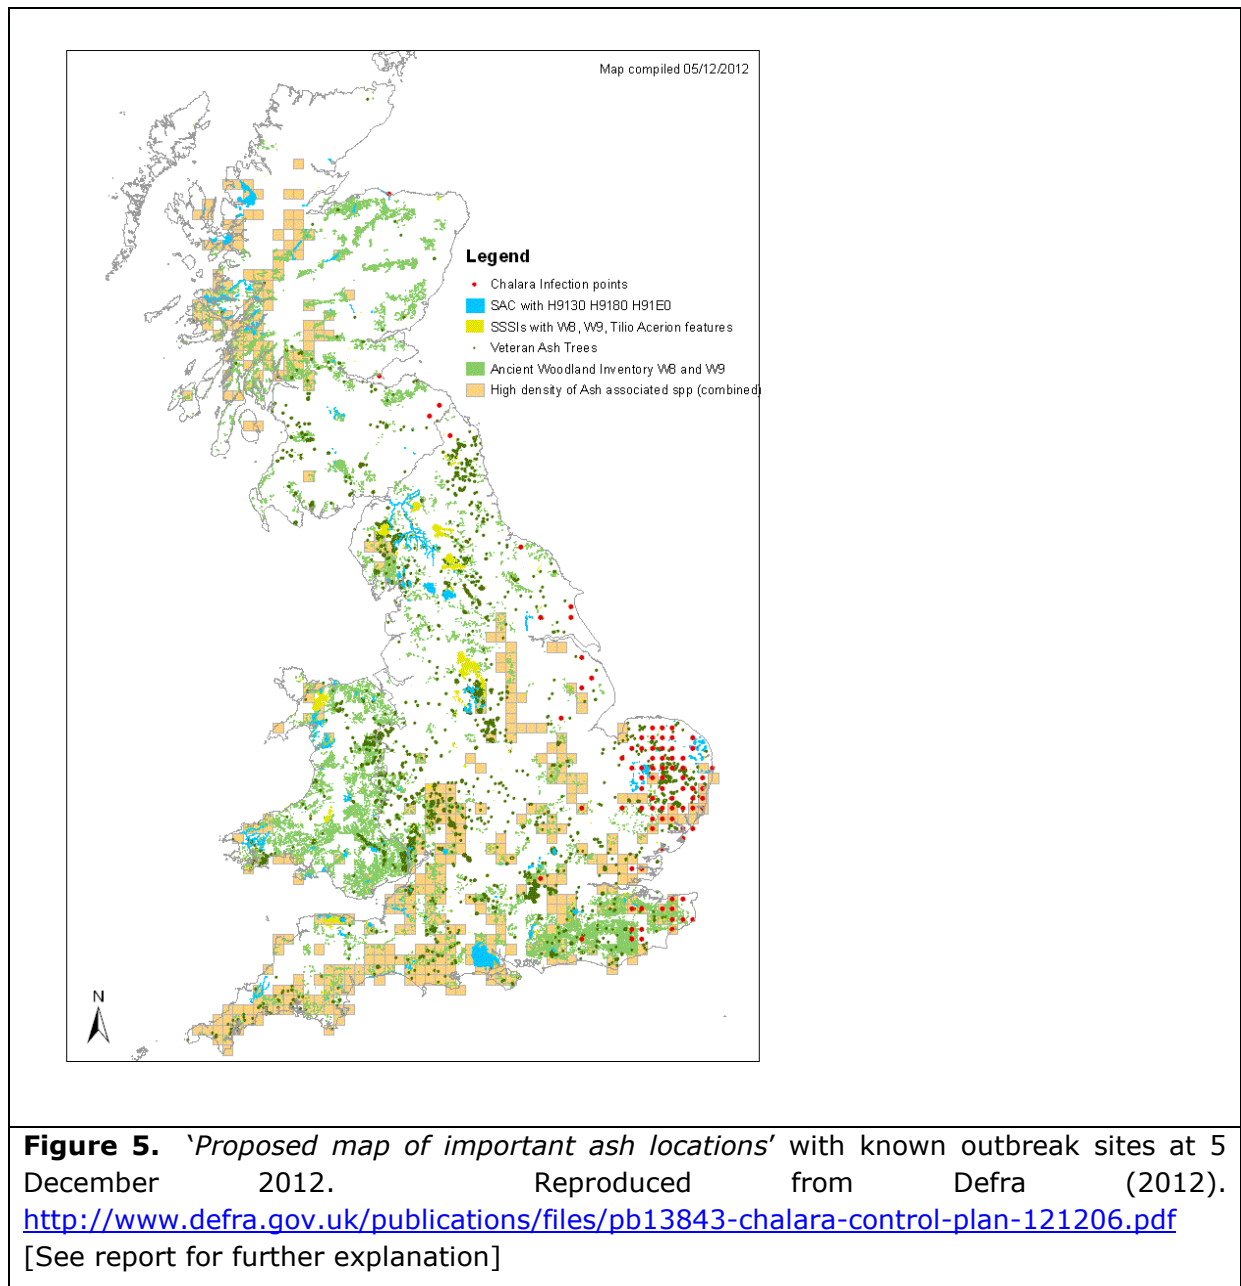 Map compiled 05/12/2012
Legend
Chalara Infection points
SAC with H9130 H9180 H91E0
SSSIs with W8, W9, Tilio Acerion features
Veteran Ash Trees
Ancient Woodland Inventory W8 and W9
High density of Ash associated spp (combined)
N
Figure 5. ‘Proposed map of important ash locations’ with known outbreak sites at 5
December 2012. Reproduced from Defra (2012).
http://www.defra.gov.uk/publications/files/pb13843-chalara-control-plan-121206.pdf
[See report for further explanation]